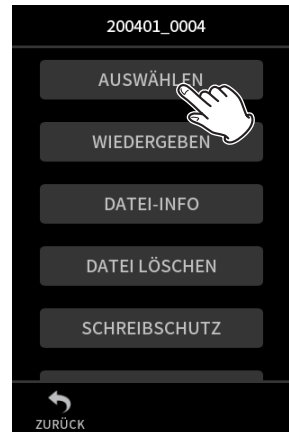 200401_0004
AUSWÄHLEN
WIEDERGEBEN
DATEI-INFO
DATEI LÖSCHEN
SCHREIBSCHUTZ
ZURÜCK